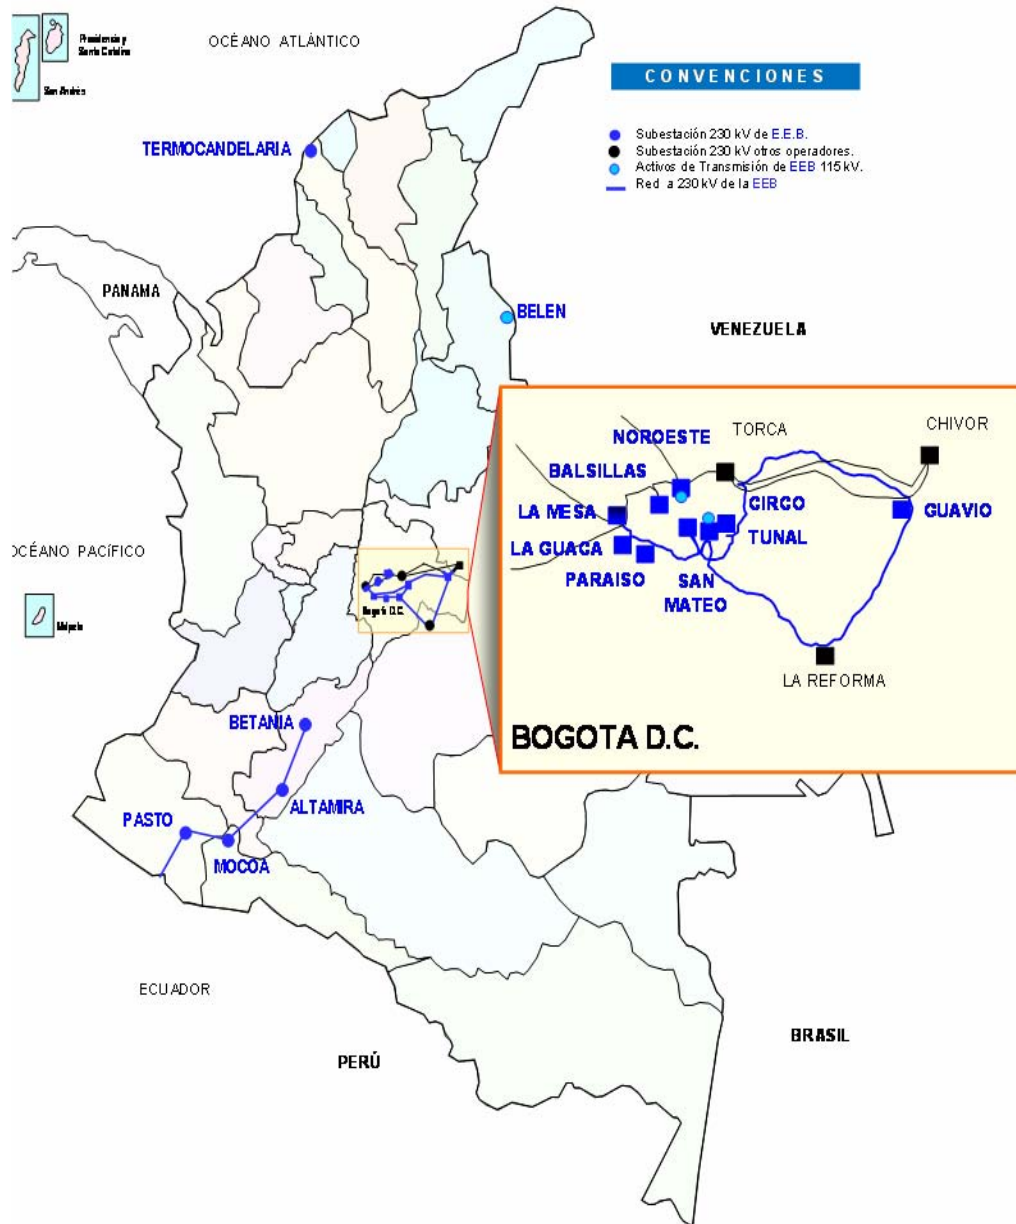 Providencia y
Santa Catalina
San Andrés
OCÉANO ATLÁNTICO
CONVENCIONES
Subestación 230 kV de E.E.B.
Subestación 230 kV otros operadores.
Activos de Transmisión de EEB 115 kV.
Red a 230 kV de la EEB
TERMOCANDELARIA
PANAMA
BELEN
VENEZUELA
NOROESTE
TORCA
CHIVOR
BALSILLAS
LA MESA
CIRCO
GUAVIO
TUNAL
LA GUACA
PARAISO
SAN
MATEO
LA REFORMA
BOGOTA D.C.
OCÉANO PACÍFICO
Malpelo
Bogotá D.C.
BETANIA
ALTAMIRA
PASTO
MOCOA
ECUADOR
PERÚ
BRASIL